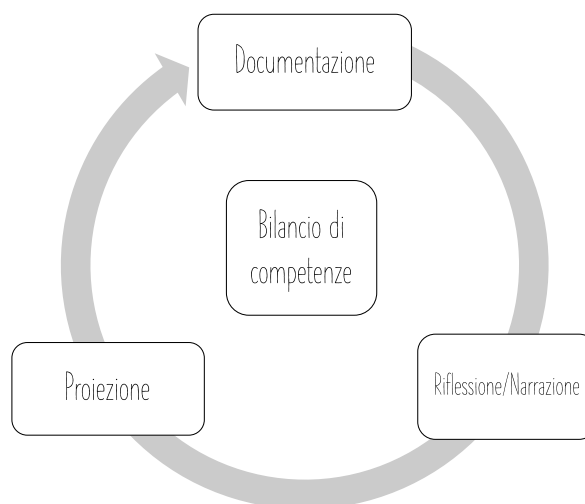 Documentazione
Bilancio di
competenze
Proiezione
Riflessione/Narrazione